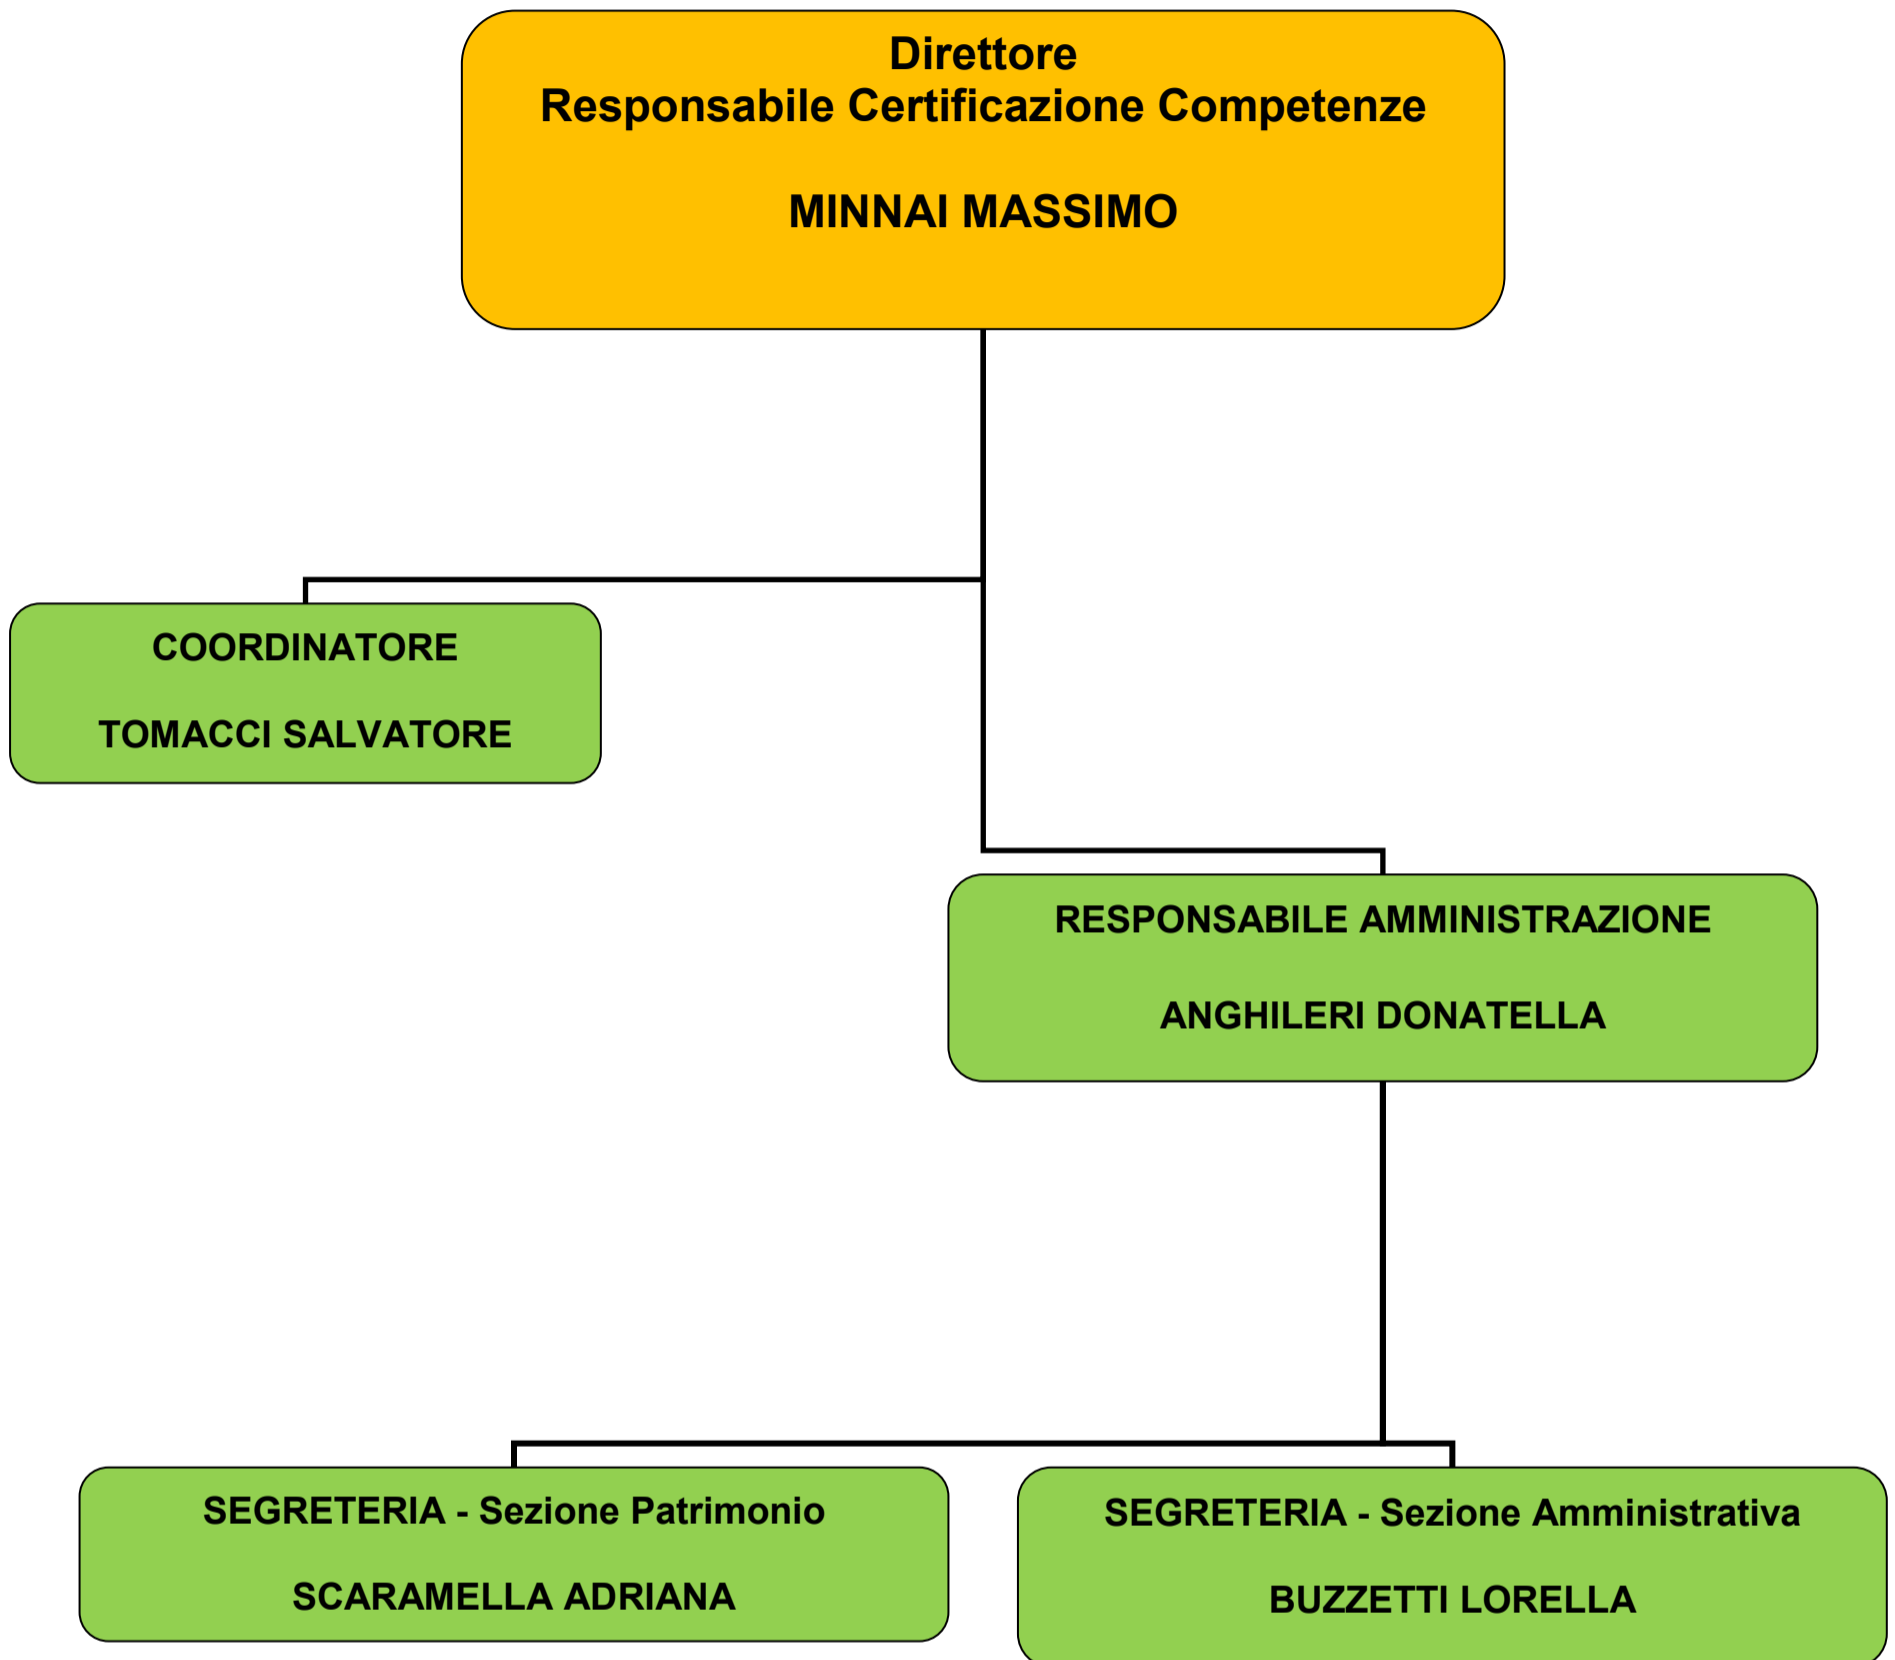 Direttore
Responsabile Certificazione Competenze
MINNAI MASSIMO
COORDINATORE
TOMACCI SALVATORE
RESPONSABILE AMMINISTRAZIONE
ANGHILERI DONATELLA
SEGRETERIA - Sezione Patrimonio
SCARAMELLA ADRIANA
SEGRETERIA - Sezione Amministrativa
BUZZETTI LORELLA